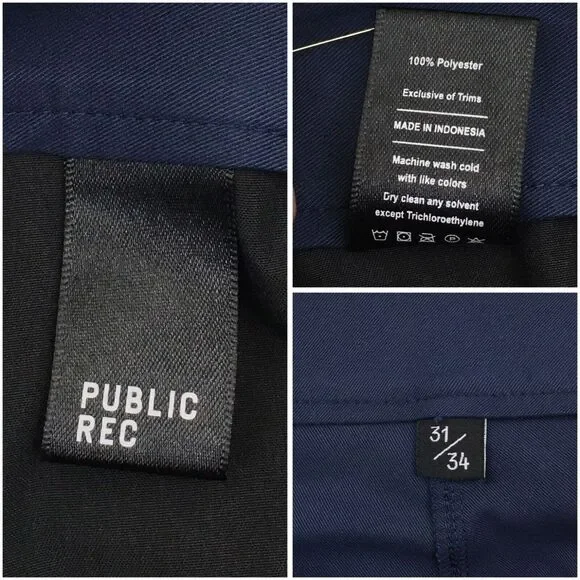 PUBLIC
REC
100% Polyester
Exclusive of Trims
MADE IN INDONESIA
Machine wash cold
with like colors
Dry clean any solvent
except Trichloroethylene
31/34